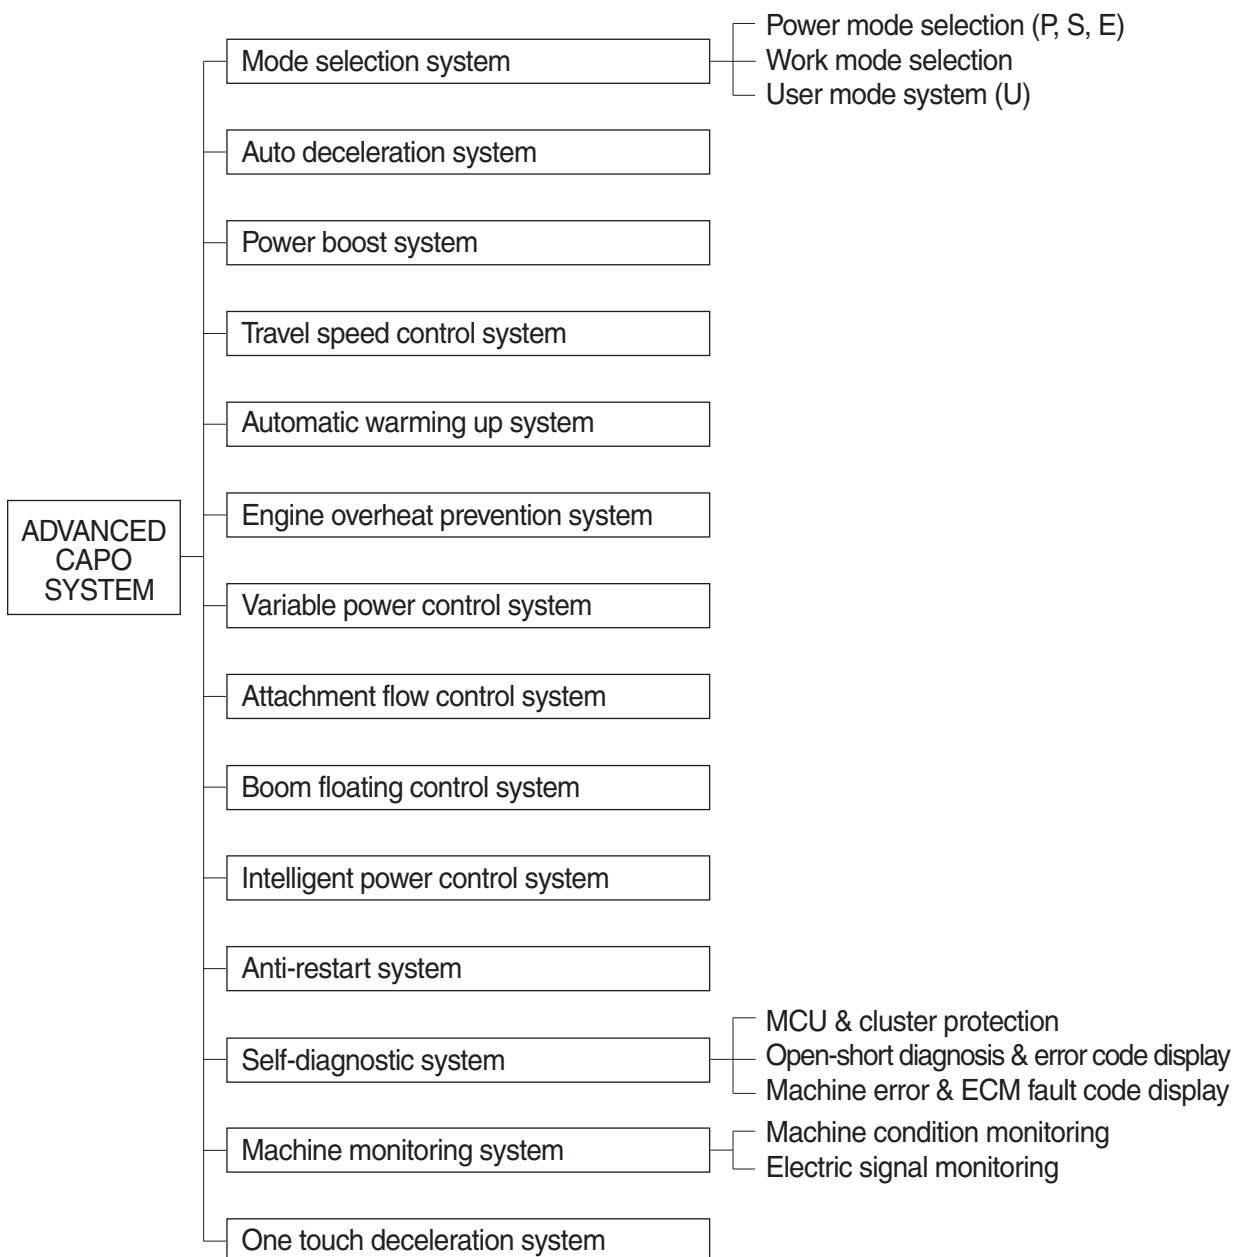 Power mode selection (P, S, E)
Mode selection system
Work mode selection
User mode system (U)
Auto deceleration system
Power boost system
Travel speed control system
Automatic warming up system
Engine overheat prevention system
ADVANCED
CAPO
SYSTEM
Variable power control system
Attachment flow control system
Boom floating control system
Intelligent power control system
Anti-restart system
MCU & cluster protection
Self-diagnostic system
Open-short diagnosis & error code display
Machine error & ECM fault code display
Machine monitoring system
Machine condition monitoring
Electric signal monitoring
One touch deceleration system